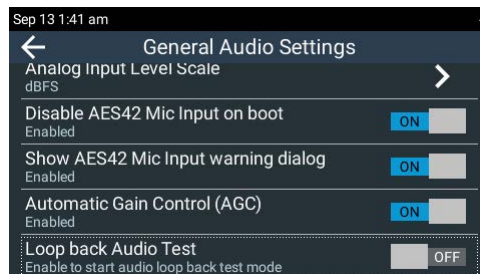 Sep 13 1:41 am
General Audio Settings
Analog Input Level Scale
dBFS
Disable AES42 Mic Input on boot
Enabled
ON
Show AES42 Mic Input warning dialog
Enabled
ON
Automatic Gain Control (AGC)
Enabled
ON
Loop back Audio Test
Enable to start audio loop back test mode
OFF